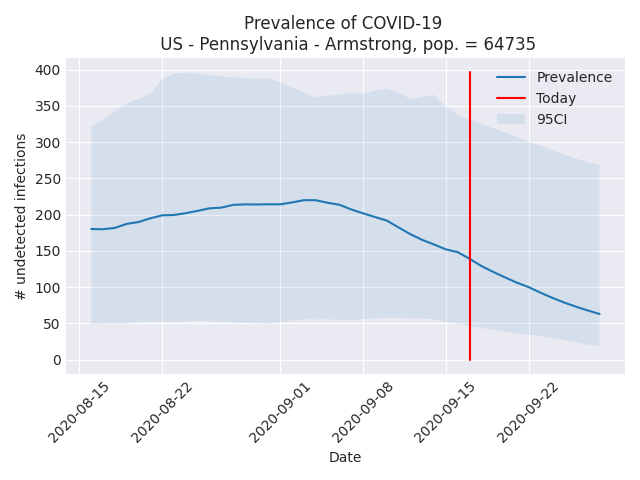 Prevalence of COVID-19
US - Pennsylvania - Armstrong, pop. = 64735
400
350
300
250
200
150
100
50
0
# undetected infections
Prevalence
Today
95CI
2020-08-15
2020-08-22
2020-09-01
2020-09-08
2020-09-15
2020-09-22
Date